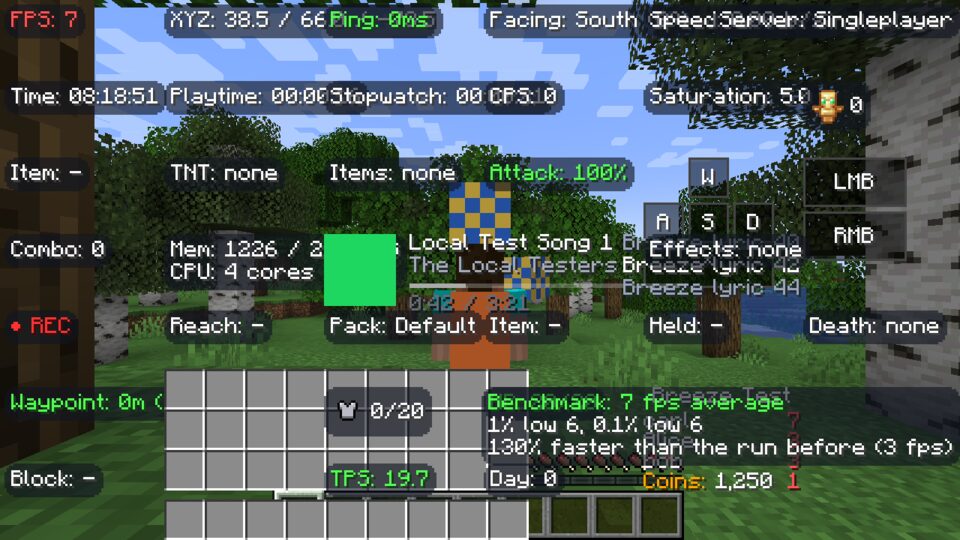 FPS: 7
XYZ: 38.5 / 66
Ping: 0ms
Facing: South
Speed
Server: Singleplayer
Time: 08:18:51
Playtime: 00:00
Stopwatch: 00
CPS: 0
Saturation: 5.0
0
Item: -
TNT: none
Items: none
Attack: 100%
W
LMB
A
S
D
RMB
Combo: 0
Mem: 1226 / 2
CPU: 4 cores
Local Test Song 1
The Local Testers
0:42 / 3:21
Effects: none
Breeze lyric 42
Breeze lyric 44
REC
Reach: -
Pack: Default
Item: -
Held: -
Death: none
Waypoint: 0m (
0/20
Breeze Test
Benchmark: 7 fps average
1% low 6, 0.1% low 6
130% faster than the run before (3 fps)
Block: -
TPS: 19.7
Day: 0
Coins: 1,250
1